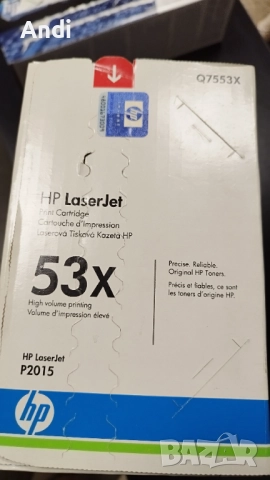 Andi
Q7553X
HP LaserJet
Print Cartridge
Cartouche d'impression
Laserová Tisková Kazeta HP
53X
High volume printing
Volume d'impression élevé
Precise. Reliable.
Original HP Toners.
Précis et fiables, ce sont
les toners d'origine HP.
HP LaserJet
P2015
hp
BAZAR
bg